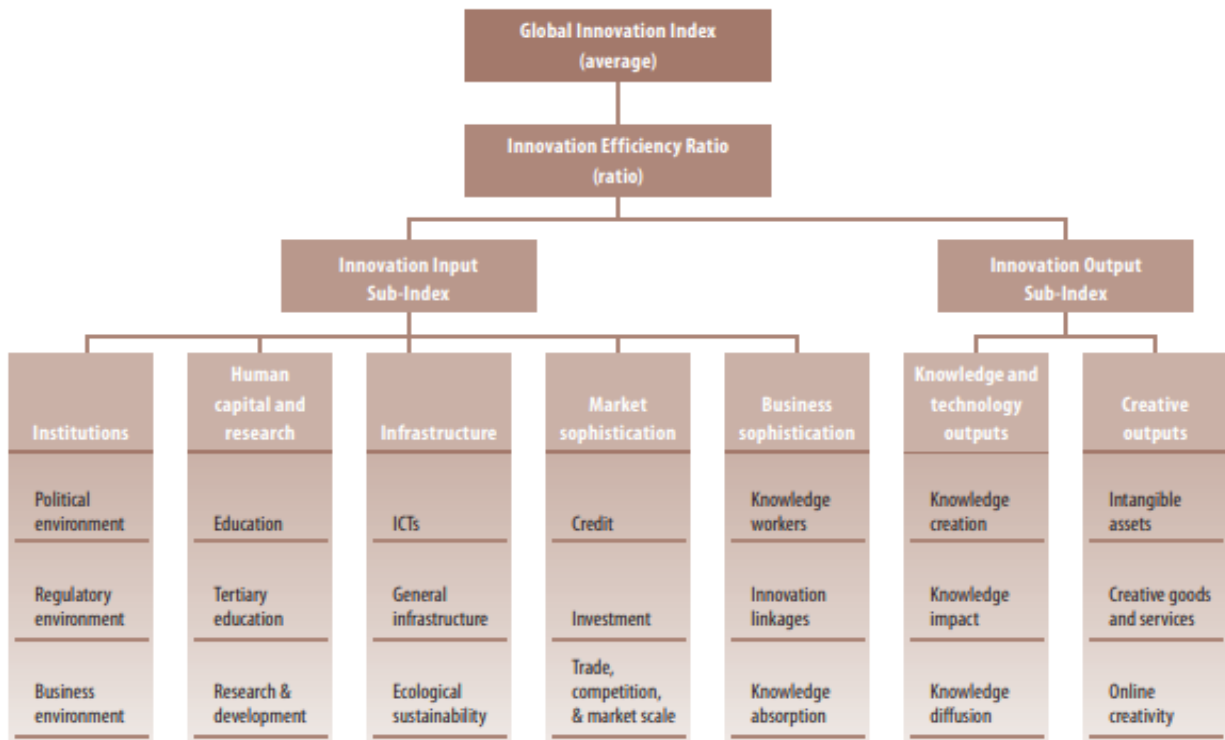 Global Innovation Index
(average)
Innovation Efficiency Ratio
(ratio)
Innovation Input
Sub-Index
Innovation Output
Sub-Index
Institutions
Human
capital and
research
Infrastructure
Market
sophistication
Business
sophistication
Knowledge and
technology
outputs
Creative
outputs
Political
environment
Education
ICTs
Credit
Knowledge
workers
Knowledge
creation
Intangible
assets
Regulatory
environment
Tertiary
education
General
infrastructure
Investment
Innovation
linkages
Knowledge
impact
Creative goods
and services
Business
environment
Research &
development
Ecological
sustainability
Trade,
competition,
& market scale
Knowledge
absorption
Knowledge
diffusion
Online
creativity